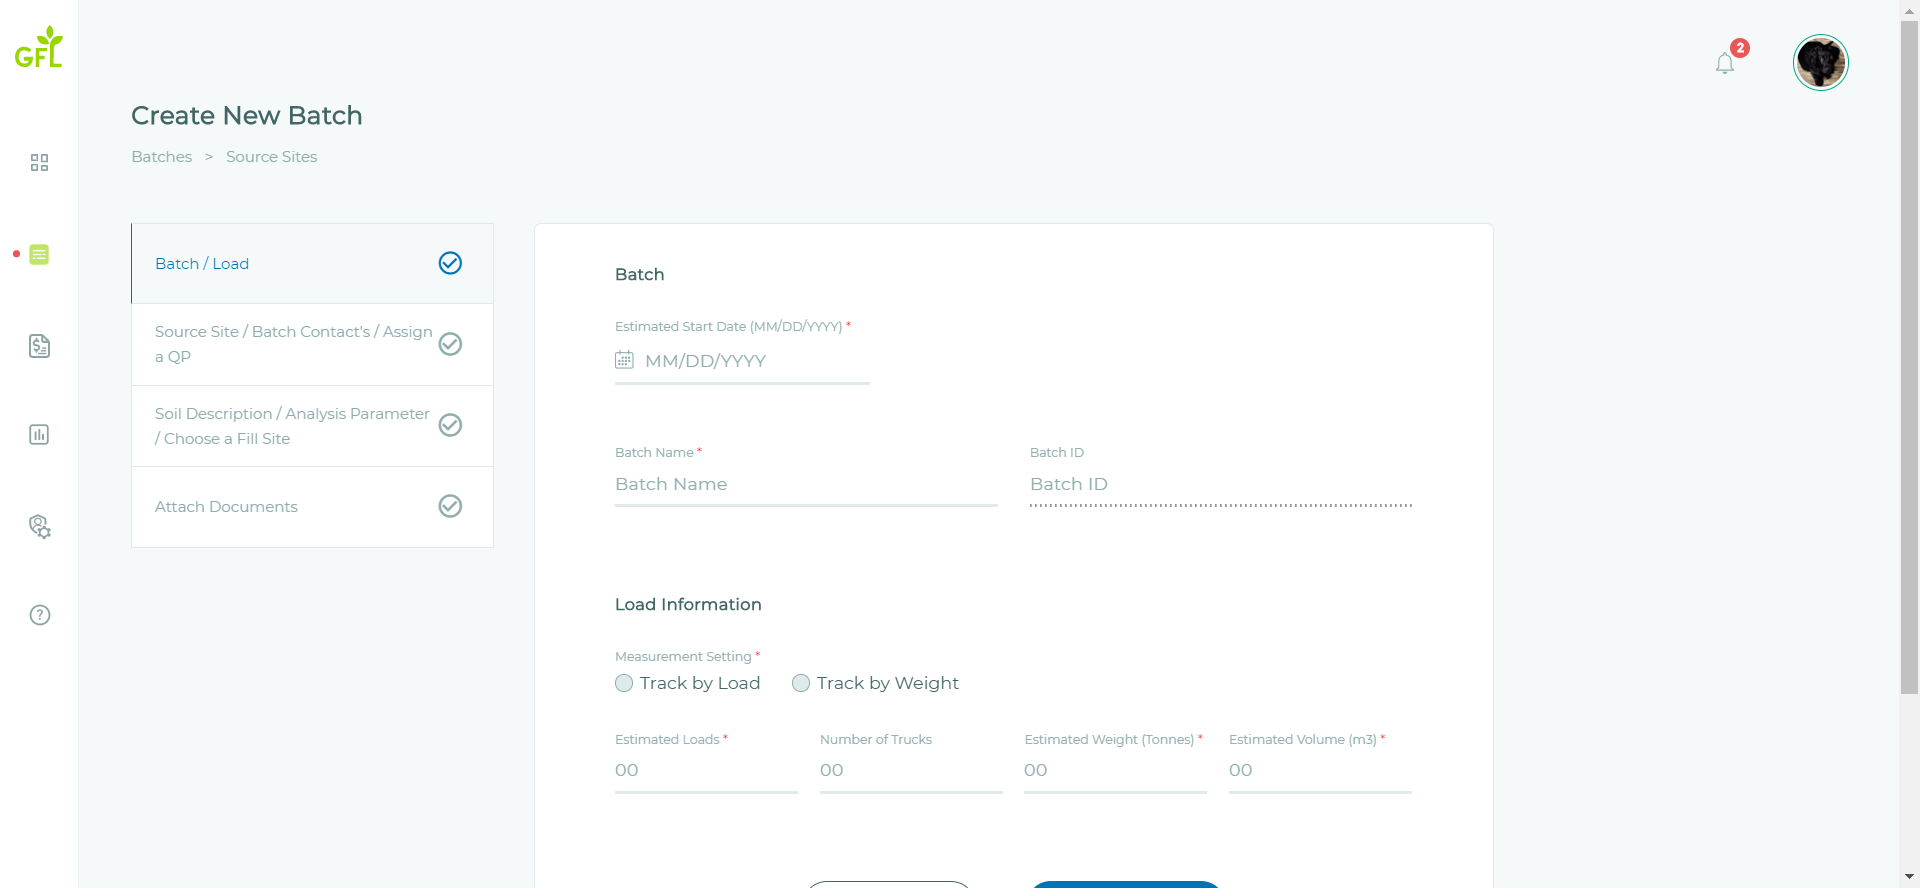 GFL
2
Create New Batch
Batches > Source Sites
Batch / Load
Source Site / Batch Contact's / Assign
a QP
Soil Description / Analysis Parameter
/ Choose a Fill Site
Attach Documents
Batch
Estimated Start Date (MM/DD/YYYY) *
MM/DD/YYYY
Batch Name * Batch ID
Batch Name Batch ID
Load Information
Measurement Setting *
Track by Load Track by Weight
Estimated Loads * Number of Trucks Estimated Weight (Tonnes) * Estimated Volume (m3) *
00 00 00 00